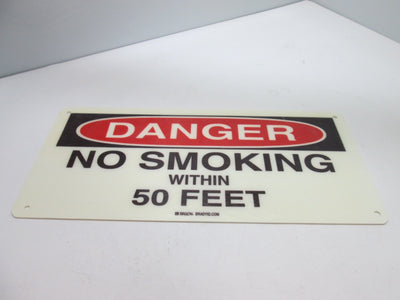 DANGER
NO SMOKING
WITHIN
50 FEET